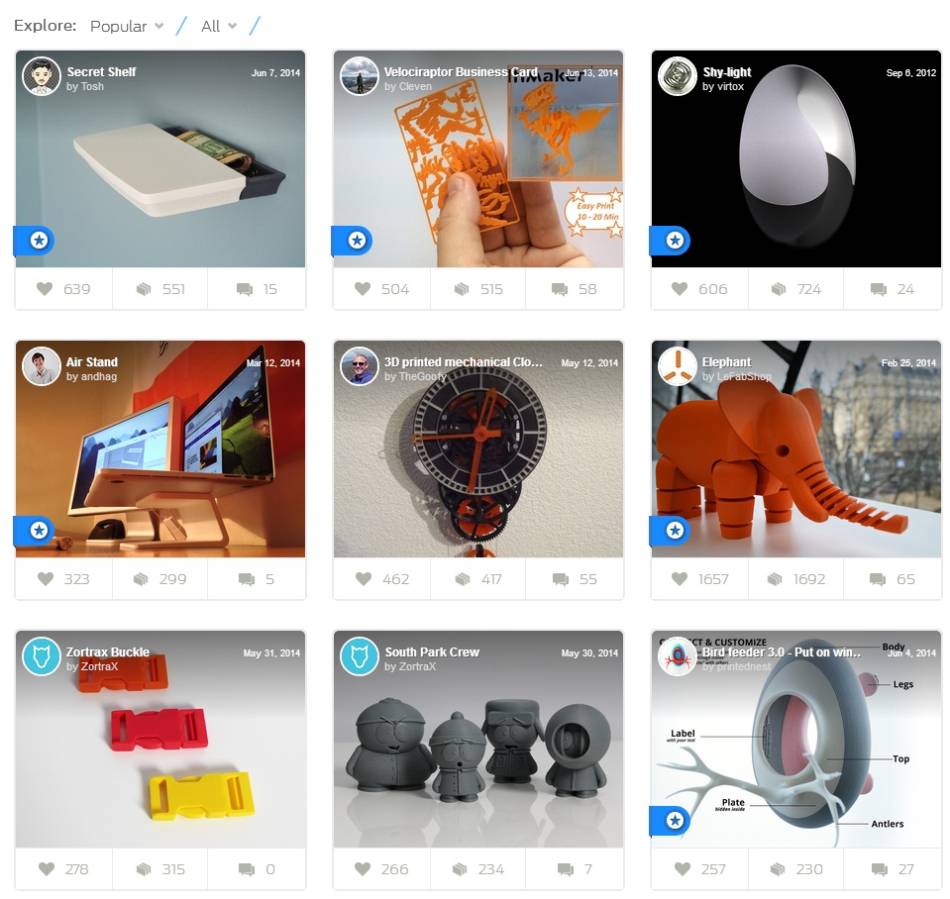 Explore: Popular All
Secret Shelf
Jun 7, 2014
by Tosh
639 551 15
Velociraptor Business Card
Jun 13, 2014
by Cleven
Easy Print
10 - 20 Min
504 515 58
Shy-light
Sep 6, 2012
by virtox
606 724 24
Air Stand
Mar 12, 2014
by andhag
323 299 5
3D printed mechanical Clo...
May 12, 2014
by TheGoofy
462 417 55
Elephant
Feb 25, 2014
by LeFabShop
1657 1692 65
Zortrax Buckle
May 31, 2014
by ZortraX
278 315 0
South Park Crew
May 30, 2014
by ZortraX
266 234 7
& CUSTOMIZE
Bird feeder 3.0 - Put on win..
Jun 4, 2014
by printednest
Body
Legs
Label
with your text
Top
Plate
hidden inside
Antlers
257 230 27